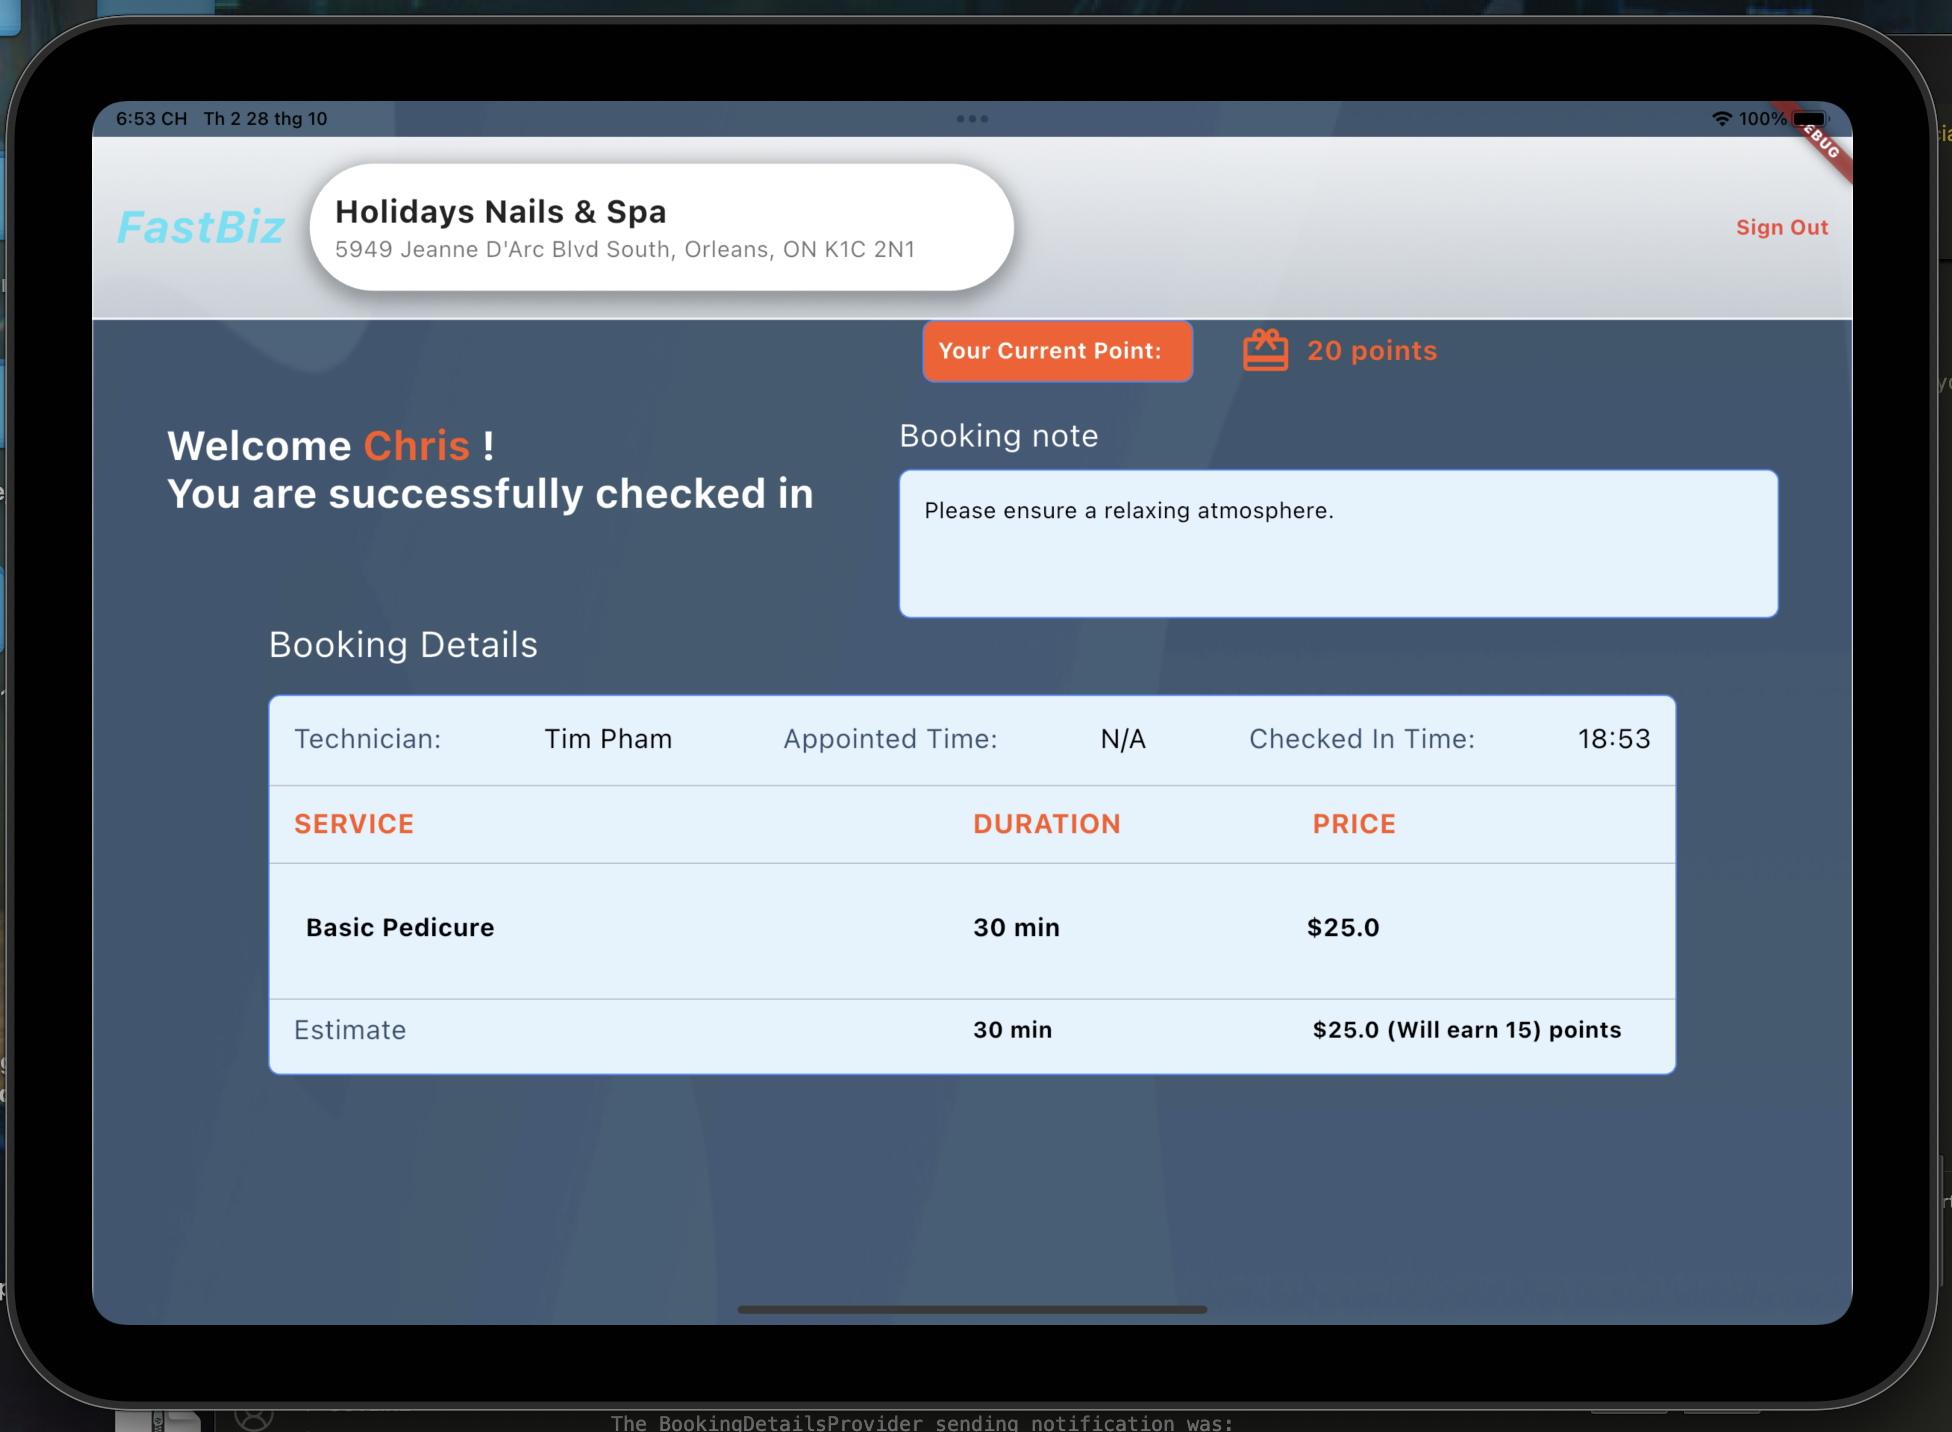 6:53 CH Th 2 28 thg 10
100%
FastBiz
Holidays Nails & Spa
5949 Jeanne D'Arc Blvd South, Orleans, ON K1C 2N1
Sign Out
Your Current Point:
20 points
Welcome Chris !
You are successfully checked in
Booking note
Please ensure a relaxing atmosphere.
Booking Details
Technician: Tim Pham Appointed Time: N/A Checked In Time: 18:53
SERVICE DURATION PRICE
Basic Pedicure 30 min $25.0
Estimate 30 min $25.0 (Will earn 15) points
The BookingDetailsProvider sending notification was: